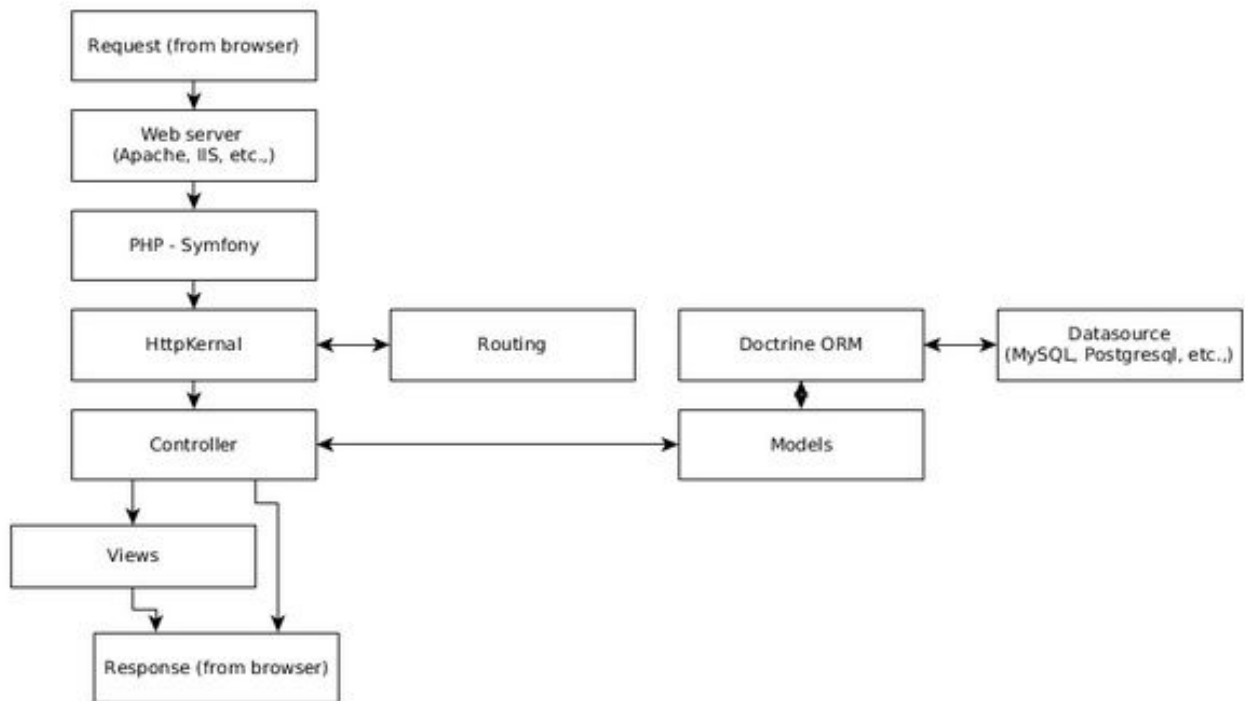 Request (from browser)
Web server
(Apache, IIS, etc.,)
PHP - Symfony
HttpKernal
Routing
Doctrine ORM
Datasource
(MySQL, Postgresql, etc.,)
Controller
Models
Views
Response (from browser)